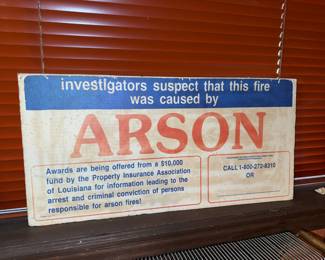 investigators suspect that this fire
was caused by
ARSON
Awards are being offered from a $10,000
fund by the Property Insurance Association
of Louisiana for information leading to the
arrest and criminal conviction of persons
responsible for arson fires!
CALL 1-800-272-8310
OR